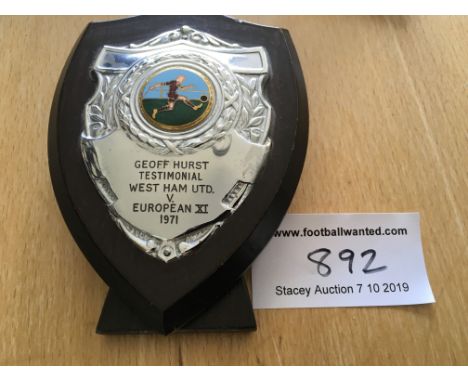 GEOFF HURST
TESTIMONIAL
WEST HAM UTD.
V.
EUROPEAN XI
1971
www.footballwanted.com.
892
Stacey Auction 7 10 2019